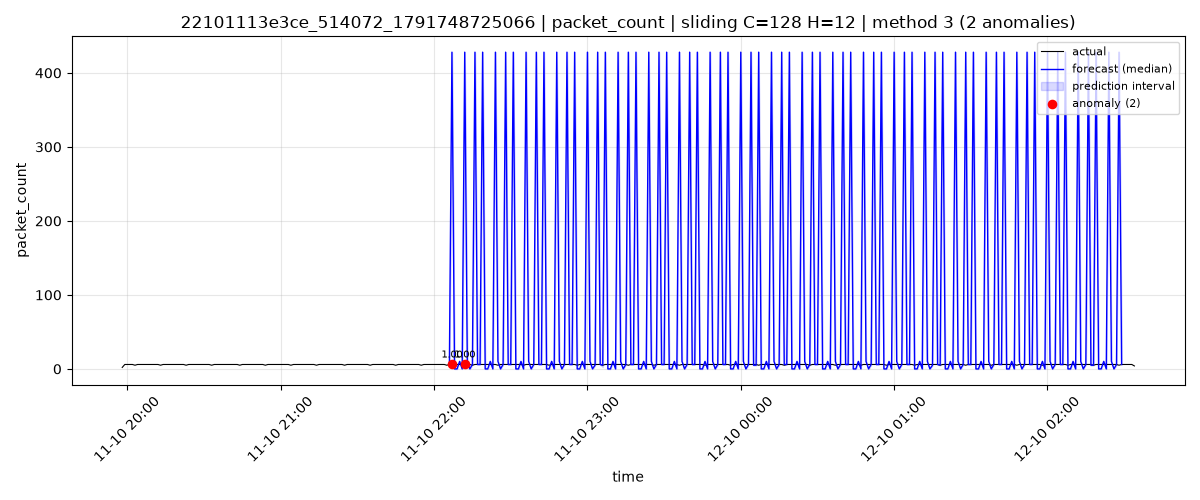 22101113e3ce_514072_1791748725066 | packet_count | sliding C=128 H=12 | method 3 (2 anomalies)
actual
forecast (median)
prediction interval
anomaly (2)
packet_count
400
300
200
100
0
1.00
11-10 20:00
11-10 21:00
11-10 22:00
11-10 23:00
12-10 00:00
12-10 01:00
12-10 02:00
time